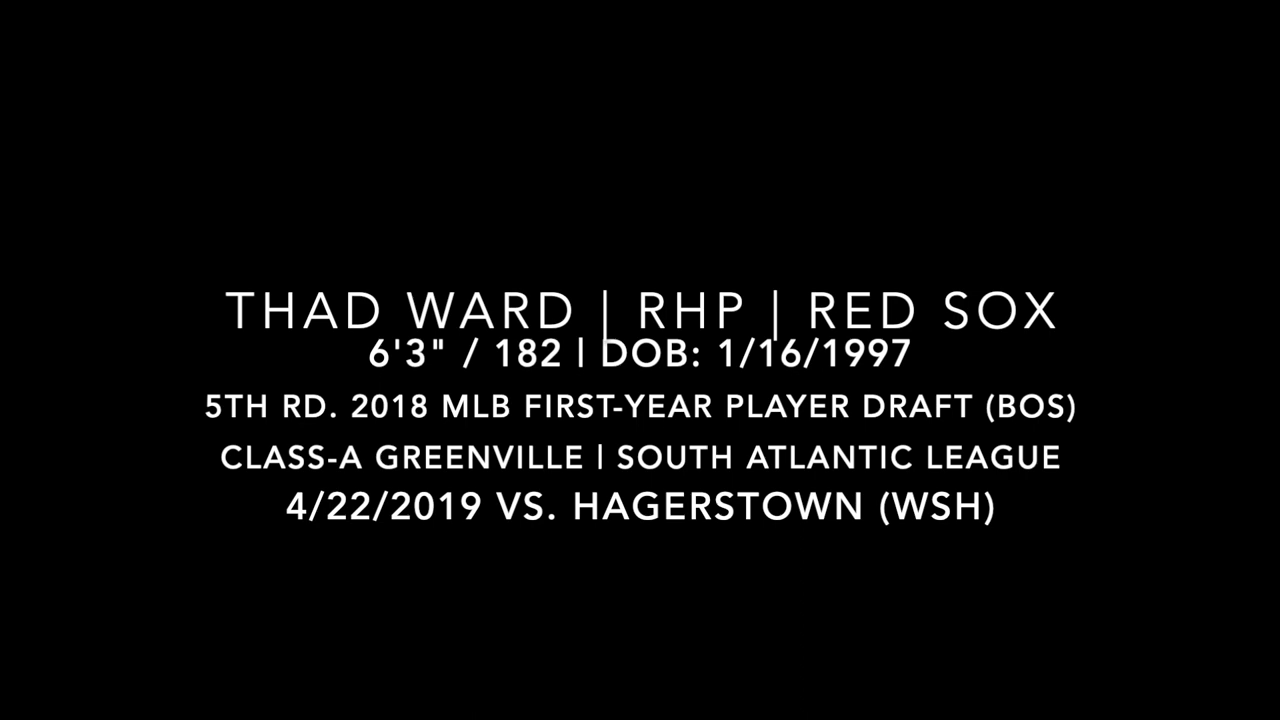 THAD WARD | RHP | RED SOX
6'3" / 182 | DOB: 1/16/1997
5TH RD. 2018 MLB FIRST-YEAR PLAYER DRAFT (BOS)
CLASS-A GREENVILLE | SOUTH ATLANTIC LEAGUE
4/22/2019 VS. HAGERSTOWN (WSH)